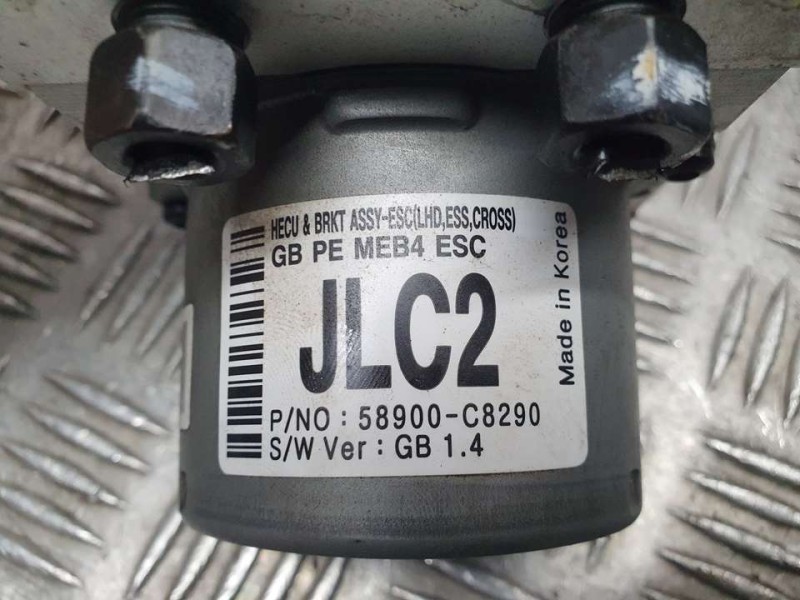 HECU & BRKT ASSY-ESC(LHD,ESS,CROSS)
GB PE MEB4 ESC
JLC2
P/NO : 58900-C8290
S/W Ver : GB 1.4
Made in Korea